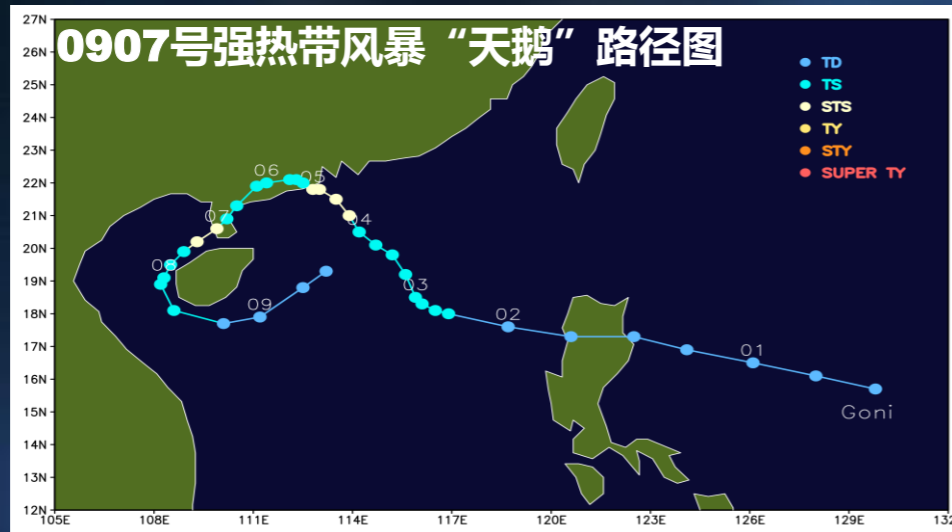 27N
0907号强热带风暴“天鹅”路径图
26N
25N
24N
23N
22N
21N
20N
19N
18N
17N
16N
15N
14N
13N
12N
TD
TS
STS
TY
STY
SUPER TY
06
05
07
04
08
03
09
02
01
Goni
105E 108E 111E 114E 117E 120E 123E 126E 129E